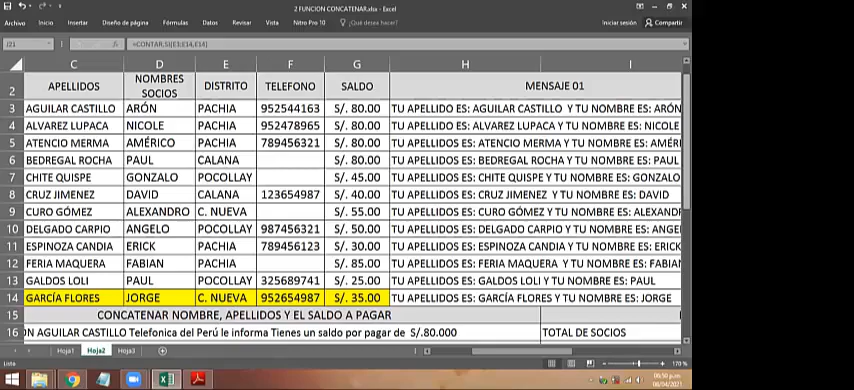 2 FUNCION CONCATENAR.xlsx - Excel
Archivo Inicio Insertar Diseño de página Fórmulas Datos Revisar Vista Nitro Pro 10 ¿Qué desea hacer? Iniciar sesión Compartir
J21 fx =CONTAR.SI(E3:E14,E14)
C D E F G H I
2 APELLIDOS NOMBRES SOCIOS DISTRITO TELEFONO SALDO MENSAJE 01
3 AGUILAR CASTILLO ARÓN PACHIA 952544163 S/. 80.00 TU APELLIDO ES: AGUILAR CASTILLO Y TU NOMBRE ES: ARÓN
4 ALVAREZ LUPACA NICOLE PACHIA 952478965 S/. 80.00 TU APELLIDO ES: ALVAREZ LUPACA Y TU NOMBRE ES: NICOLE
5 ATENCIO MERMA AMÉRICO PACHIA 789456321 S/. 80.00 TU APELLIDOS ES: ATENCIO MERMA Y TU NOMBRE ES: AMÉRI
6 BEDREGAL ROCHA PAUL CALANA S/. 80.00 TU APELLIDOS ES: BEDREGAL ROCHA Y TU NOMBRE ES: PAUL
7 CHITE QUISPE GONZALO POCOLLAY S/. 45.00 TU APELLIDOS ES: CHITE QUISPE Y TU NOMBRE ES: GONZALO
8 CRUZ JIMENEZ DAVID CALANA 123654987 S/. 40.00 TU APELLIDOS ES: CRUZ JIMENEZ Y TU NOMBRE ES: DAVID
9 CURO GÓMEZ ALEXANDRO C. NUEVA S/. 55.00 TU APELLIDOS ES: CURO GÓMEZ Y TU NOMBRE ES: ALEXAND
10 DELGADO CARPIO ANGELO POCOLLAY 987456321 S/. 50.00 TU APELLIDOS ES: DELGADO CARPIO Y TU NOMBRE ES: ANGE
11 ESPINOZA CANDIA ERICK PACHIA 789456123 S/. 30.00 TU APELLIDOS ES: ESPINOZA CANDIA Y TU NOMBRE ES: ERICK
12 FERIA MAQUERA FABIAN PACHIA S/. 85.00 TU APELLIDOS ES: FERIA MAQUERA Y TU NOMBRE ES: FABIAN
13 GALDOS LOLI PAUL POCOLLAY 325689741 S/. 25.00 TU APELLIDOS ES: GALDOS LOLI Y TU NOMBRE ES: PAUL
14 GARCÍA FLORES JORGE C. NUEVA 952654987 S/. 35.00 TU APELLIDOS ES: GARCÍA FLORES Y TU NOMBRE ES: JORGE
15 CONCATENAR NOMBRE, APELLIDOS Y EL SALDO A PAGAR
16 ON AGUILAR CASTILLO Telefonica del Perú le informa Tienes un saldo por pagar de S/.80.000 TOTAL DE SOCIOS
Hoja1 Hoja2 Hoja3
Listo 170 %
06:50 p.m.
08/04/2021